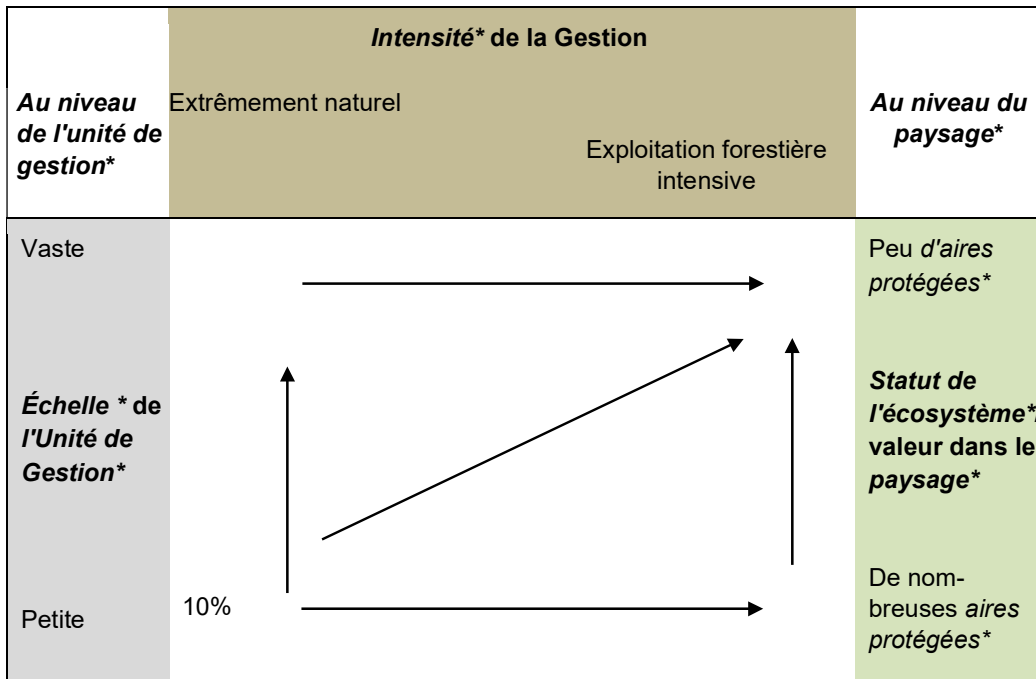 Intensité* de la Gestion
Au niveau
de l'unité de
gestion*
Extrêmement naturel
Exploitation forestière
intensive
Au niveau du
paysage*
Vaste
Peu d'aires
protégées*
Échelle * de
l'Unité de
Gestion*
Statut de
l'écosystème*
valeur dans le
paysage*
Petite
10%
De nom-
breuses aires
protégées*